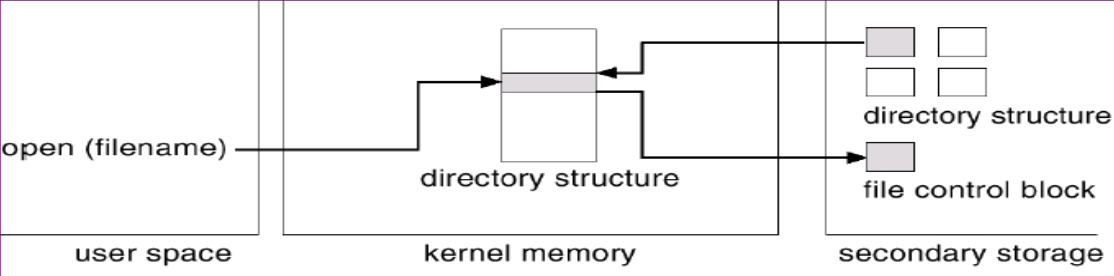 open (filename)
directory structure
directory structure
file control block
user space
kernel memory
secondary storage